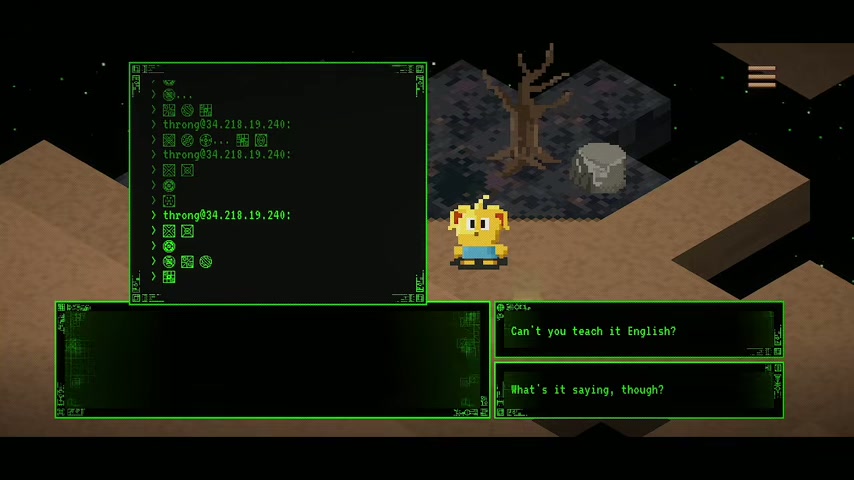 throng@34.218.19.240:
throng@34.218.19.240:
throng@34.218.19.240:
Can't you teach it English?
What's it saying, though?